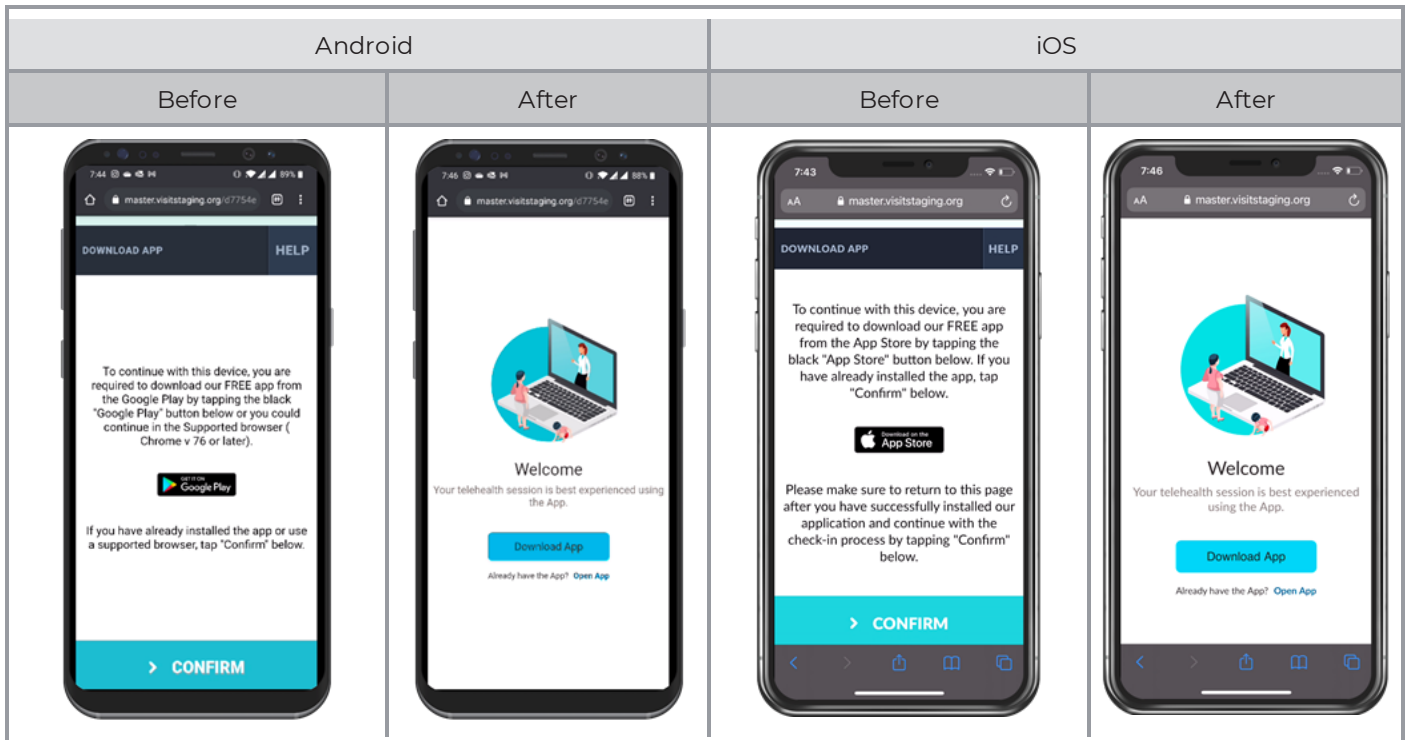 Android
iOS
Before
After
Before
After
7:44
89%
master.visitstaging.org/d7754e
DOWNLOAD APP
HELP
To continue with this device, you are
required to download our FREE app from
the Google Play by tapping the black
"Google Play" button below or you could
continue in the Supported browser (
Chrome v 76 or later).
GET IT ON
Google Play
If you have already installed the app or use
a supported browser, tap "Confirm" below.
> CONFIRM
7:46
88%
master.visitstaging.org/d7754e
Welcome
Your telehealth session is best experienced using
the App.
Download App
Already have the App? Open App
7:43
AA
master.visitstaging.org
DOWNLOAD APP
HELP
To continue with this device, you are
required to download our FREE app
from the App Store by tapping the
black "App Store" button below. If you
have already installed the app, tap
"Confirm" below.
Download on the
App Store
Please make sure to return to this page
after you have successfully installed our
application and continue with the
check-in process by tapping "Confirm"
below.
> CONFIRM
7:46
AA
master.visitstaging.org
Welcome
Your telehealth session is best experienced
using the App.
Download App
Already have the App? Open App